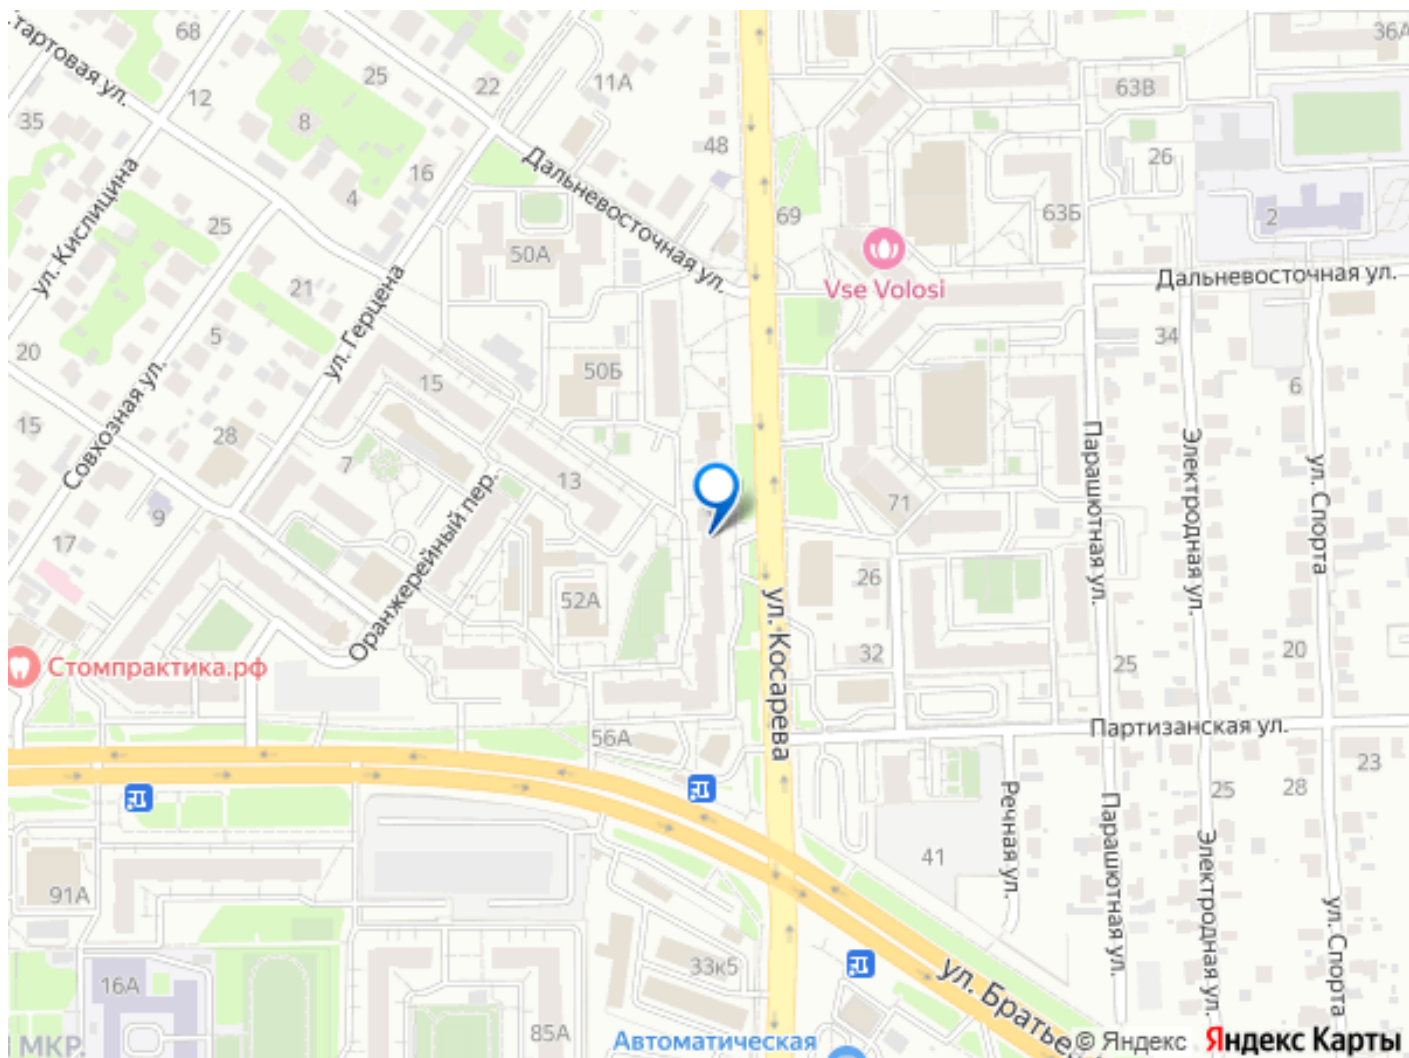 68
36А
тартовая ул.
25
22
11А
63В
12
35
8
48
26
16
Дальневосточная ул.
ул. Кислицина
4
25
69
63Б
2
50А
Vse Volosi
Дальневосточная ул.
21
ул. Герцена
5
34
20
50Б
15
6
Совхозная ул.
15
28
7
13
Парашютная ул.
Электродная ул.
ул. Спорта
9
Оранжерейный пер.
71
17
52А
26
ул. Косарева
32
20
25
Стомпрактика.рф
56А
Партизанская ул.
23
25
28
Речная ул.
Парашютная ул.
Электродная ул.
ул. Спорта
41
91А
33к5
16А
ул. Братье
85А
Автоматическая
МКР.
© Яндекс Яндекс Карты